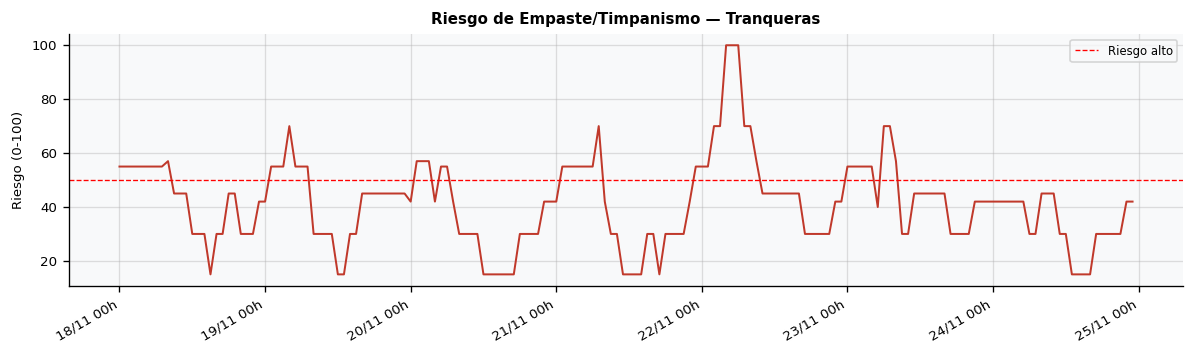 Riesgo de Empaste/Timpanismo — Tranqueras
Riesgo alto
Riesgo (0-100)
100
80
60
40
20
18/11 00h
19/11 00h
20/11 00h
21/11 00h
22/11 00h
23/11 00h
24/11 00h
25/11 00h